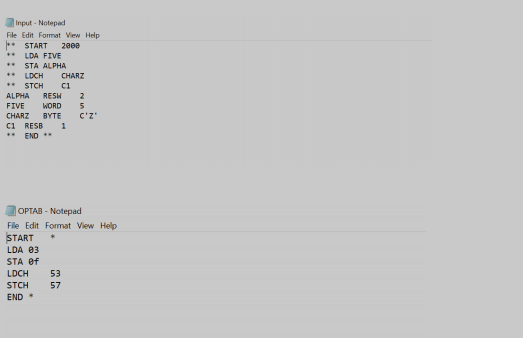 Input - Notepad
File Edit Format View Help
** START 2000
** LDA FIVE
** STA ALPHA
** LDCH CHARZ
** STCH C1
ALPHA RESW 2
FIVE WORD 5
CHARZ BYTE C'Z'
C1 RESB 1
** END **
OPTAB - Notepad
File Edit Format View Help
START *
LDA 03
STA 0f
LDCH 53
STCH 57
END *